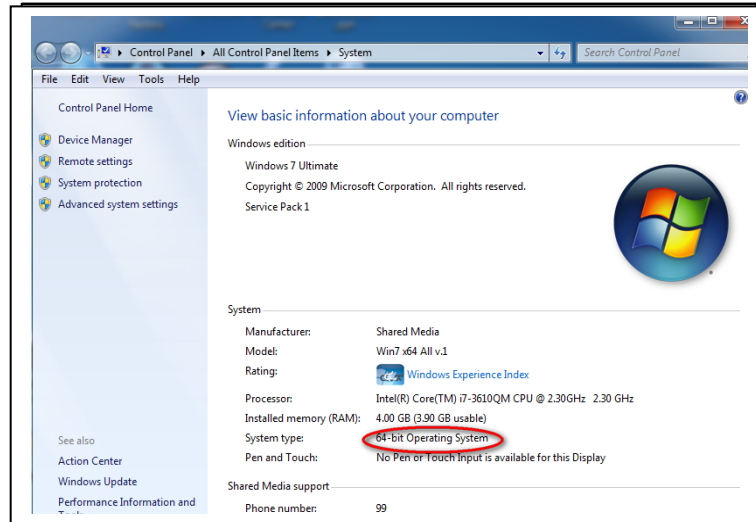 Control Panel ▸ All Control Panel Items ▸ System
Search Control Panel
File Edit View Tools Help
Control Panel Home
Device Manager
Remote settings
System protection
Advanced system settings
See also
Action Center
Windows Update
Performance Information and
View basic information about your computer
Windows edition
Windows 7 Ultimate
Copyright © 2009 Microsoft Corporation. All rights reserved.
Service Pack 1
System
Manufacturer: Shared Media
Model: Win7 x64 All v.1
Rating: Windows Experience Index
Processor: Intel(R) Core(TM) i7-3610QM CPU @ 2.30GHz 2.30 GHz
Installed memory (RAM): 4.00 GB (3.90 GB usable)
System type: 64-bit Operating System
Pen and Touch: No Pen or Touch Input is available for this Display
Shared Media support
Phone number: 99